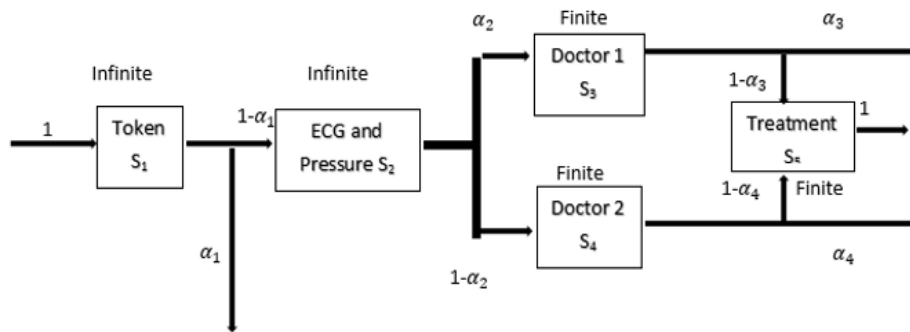 Infinite
1
Token
S₁
α₁
1-α₁
Infinite
ECG and
Pressure S₂
α₂
1-α₂
Finite
Doctor 1
S₃
α₃
1-α₃
Treatment
S₅
1
1-α₄
Finite
Finite
Doctor 2
S₄
α₄